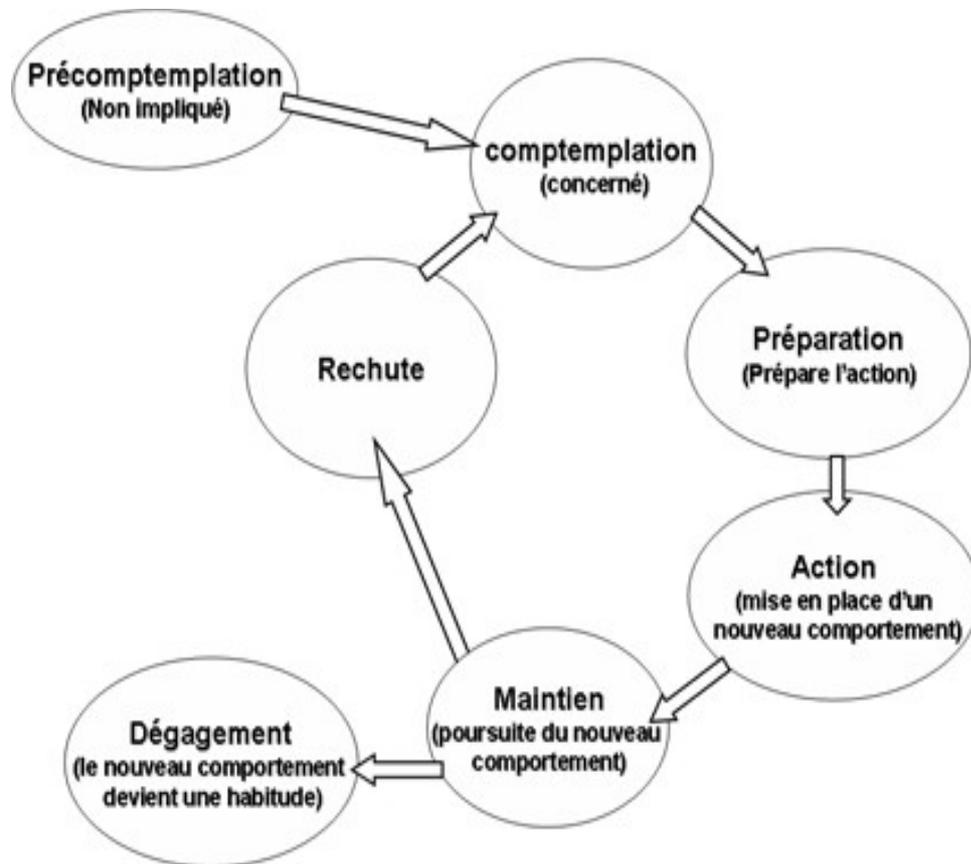 Précomptemplation
(Non impliqué)
comptemplation
(concerné)
Préparation
(Prépare l'action)
Action
(mise en place d'un
nouveau comportement)
Maintien
(poursuite du nouveau
comportement)
Dégagement
(le nouveau comportement
devient une habitude)
Rechute